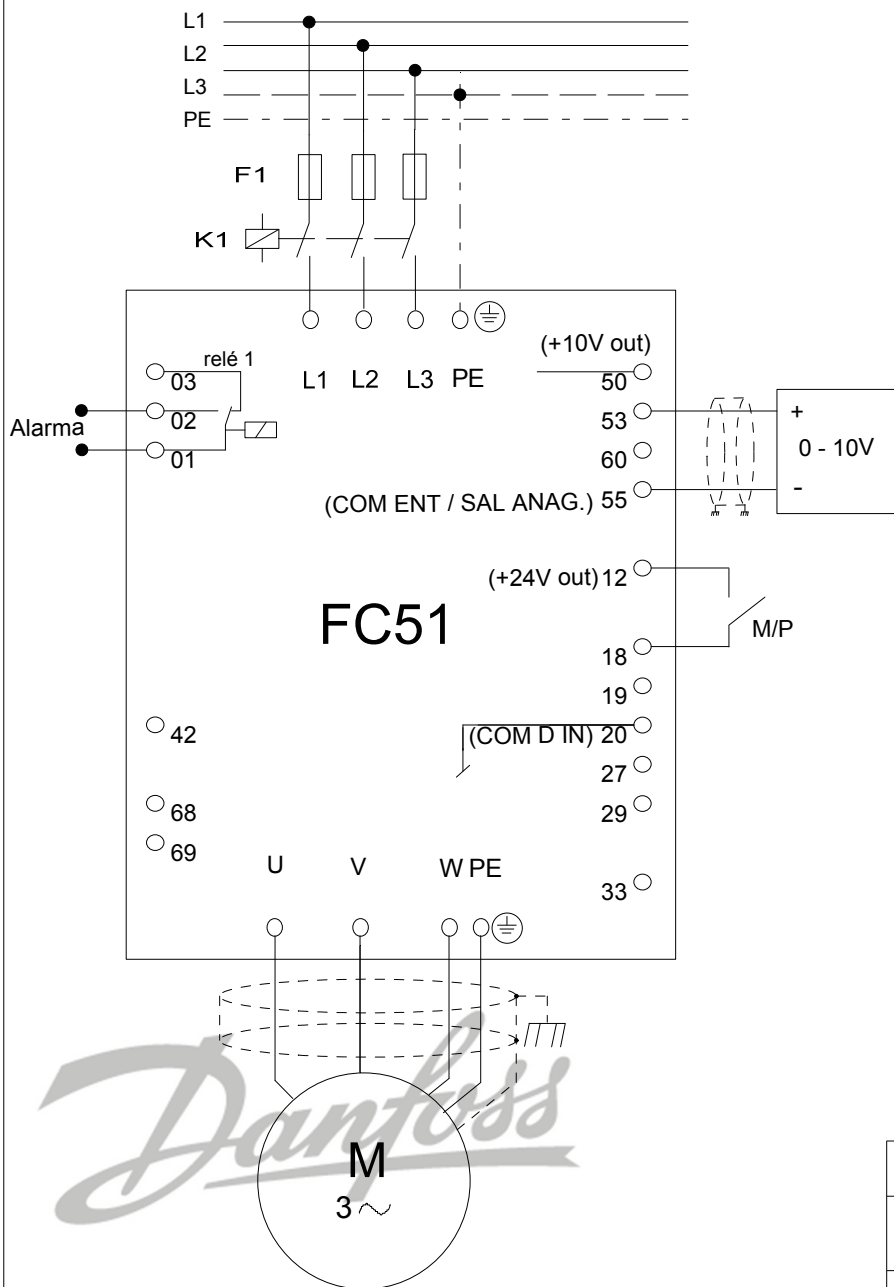 L1
L2
L3
PE
F1
K1
03
relé 1
L1 L2 L3 PE
(+10V out)
50
Alarma
02
01
53
+
0 - 10V
-
60
(COM ENT / SAL ANAG.) 55
(+24V out) 12
FC51
M/P
18
19
42
(COM D IN) 20
27
68
29
69
U V W PE
33
Danfoss
M
3